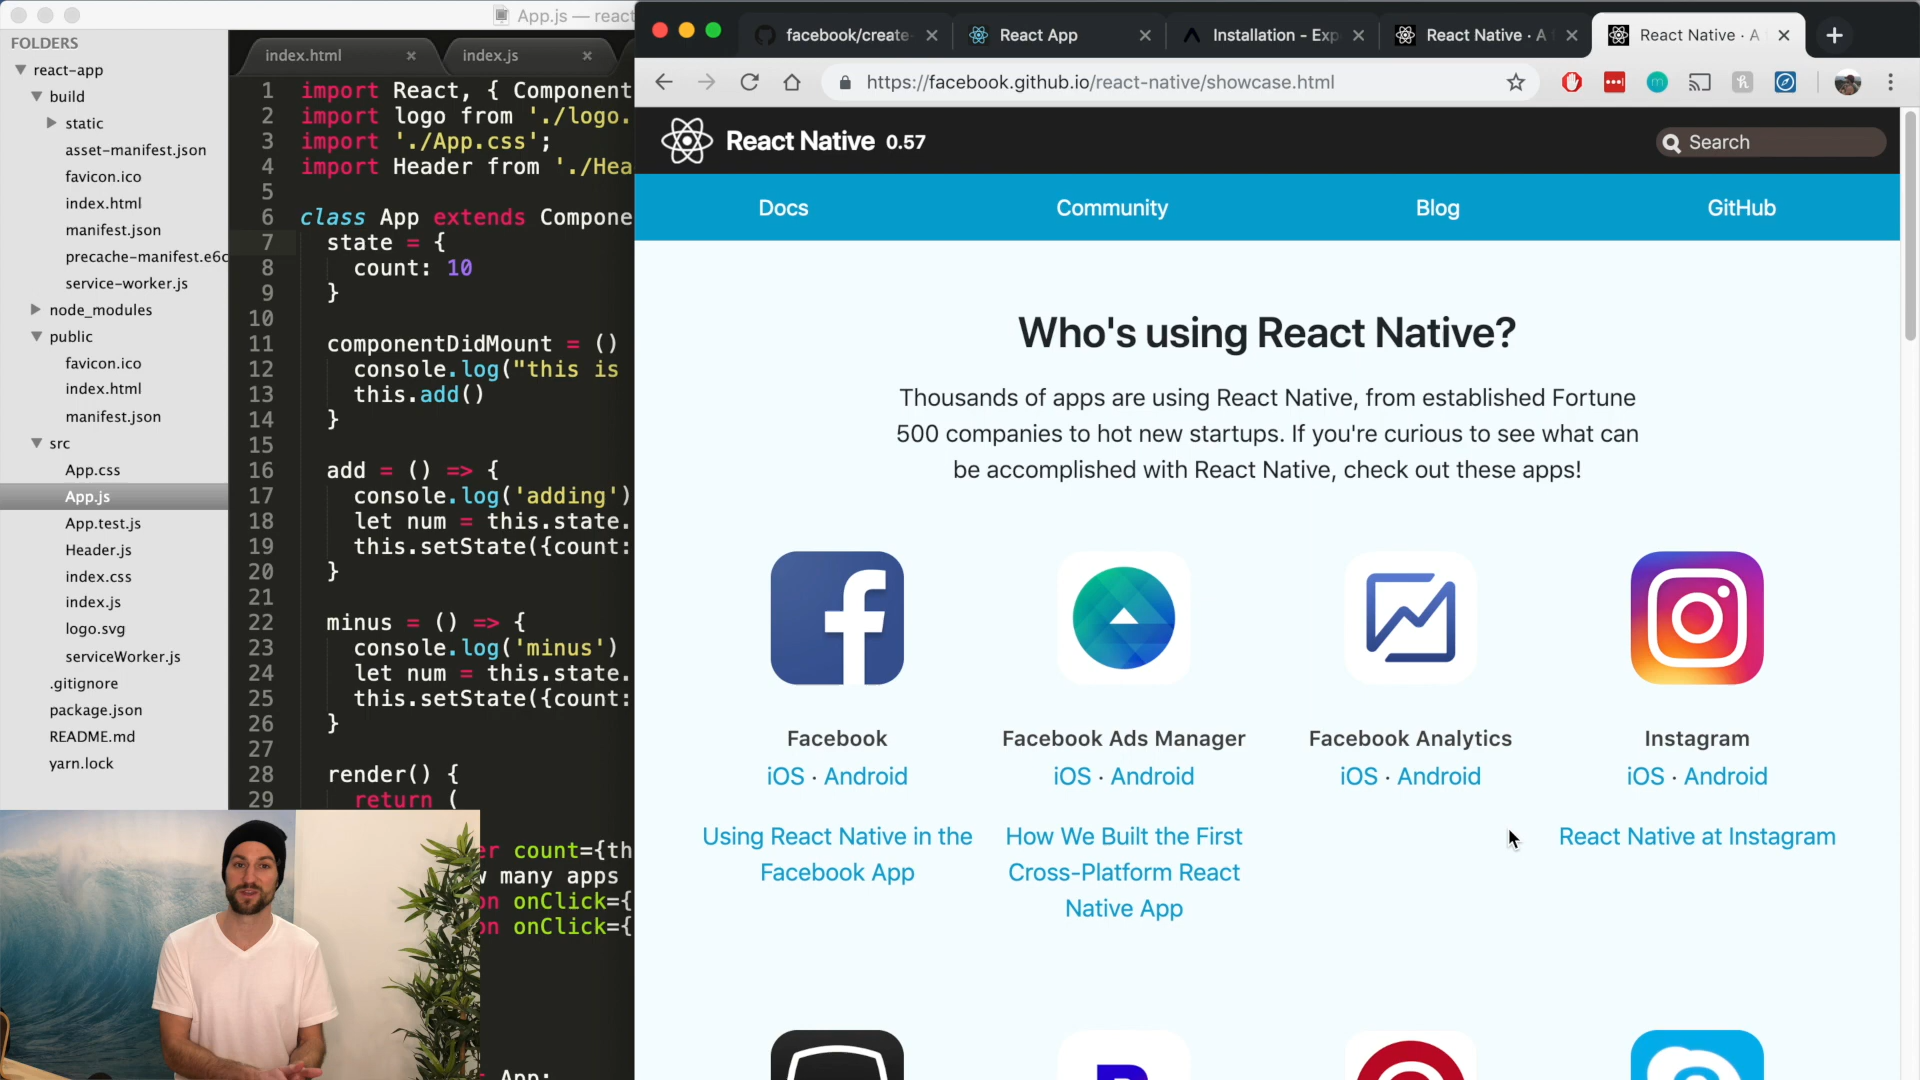 App.js — react
FOLDERS
react-app
build
static
asset-manifest.json
favicon.ico
index.html
manifest.json
precache-manifest.e6c
service-worker.js
node_modules
public
favicon.ico
index.html
manifest.json
src
App.css
App.js
App.test.js
Header.js
index.css
index.js
logo.svg
serviceWorker.js
.gitignore
package.json
README.md
yarn.lock
index.html
index.js
1 import React, { Component
2 import logo from './logo.
3 import './App.css';
4 import Header from './Hea
5
6 class App extends Compone
7 state = {
8 count: 10
9 }
10
11 componentDidMount = ()
12 console.log("this is
13 this.add()
14 }
15
16 add = () => {
17 console.log('adding')
18 let num = this.state.
19 this.setState({count:
20 }
21
22 minus = () => {
23 console.log('minus')
24 let num = this.state.
25 this.setState({count:
26 }
27
28 render() {
29 return (
er count={th
w many apps
on onClick={
on onClick={
App;
facebook/create-
React App
Installation - Exp
React Native · A
React Native · A
https://facebook.github.io/react-native/showcase.html
React Native 0.57
Search
Docs
Community
Blog
GitHub
Who's using React Native?
Thousands of apps are using React Native, from established Fortune
500 companies to hot new startups. If you're curious to see what can
be accomplished with React Native, check out these apps!
Facebook
iOS · Android
Using React Native in the
Facebook App
Facebook Ads Manager
iOS · Android
How We Built the First
Cross-Platform React
Native App
Facebook Analytics
iOS · Android
Instagram
iOS · Android
React Native at Instagram